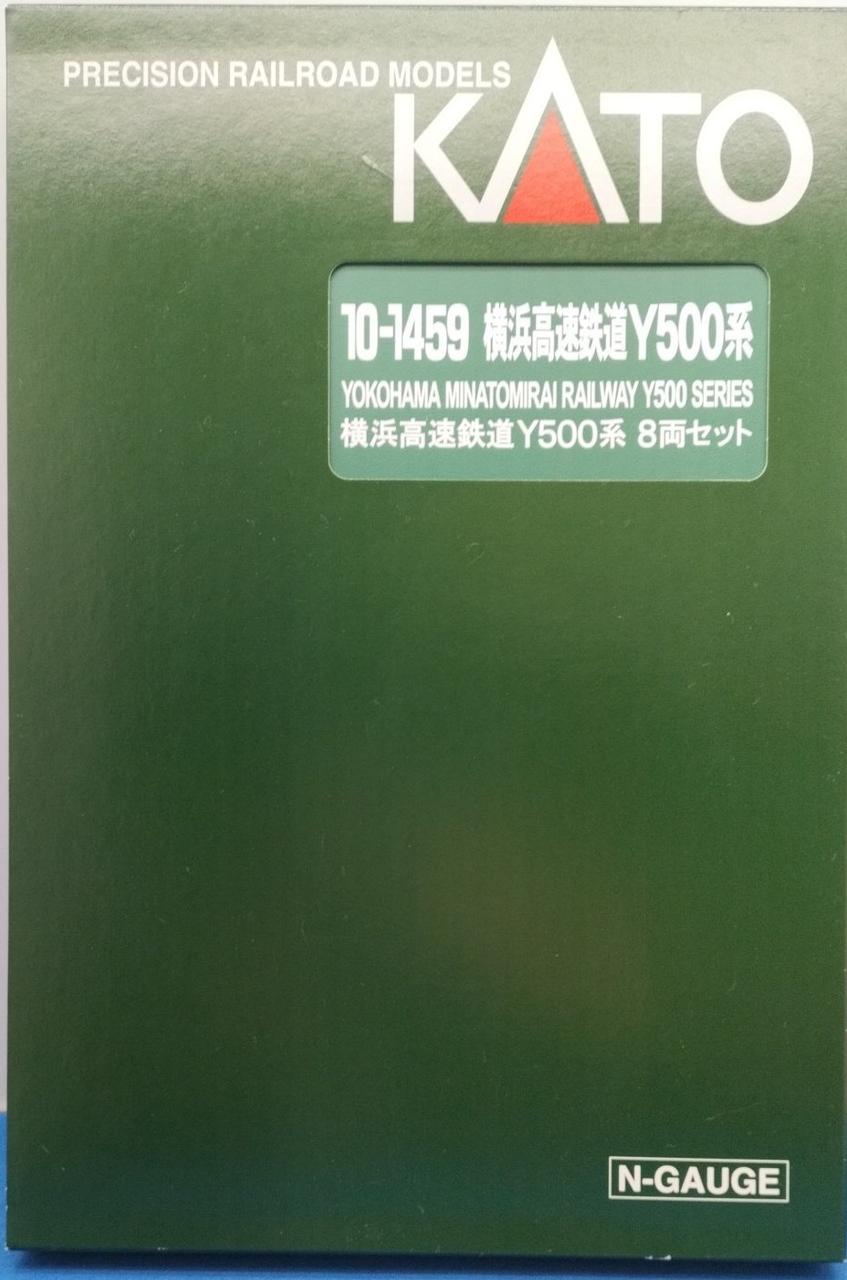 PRECISION RAILROAD MODELS
KATO
10-1459 横浜高速鉄道Y500系
YOKOHAMA MINATOMIRAI RAILWAY Y500 SERIES
横浜高速鉄道Y500系 8両セット
N-GAUGE